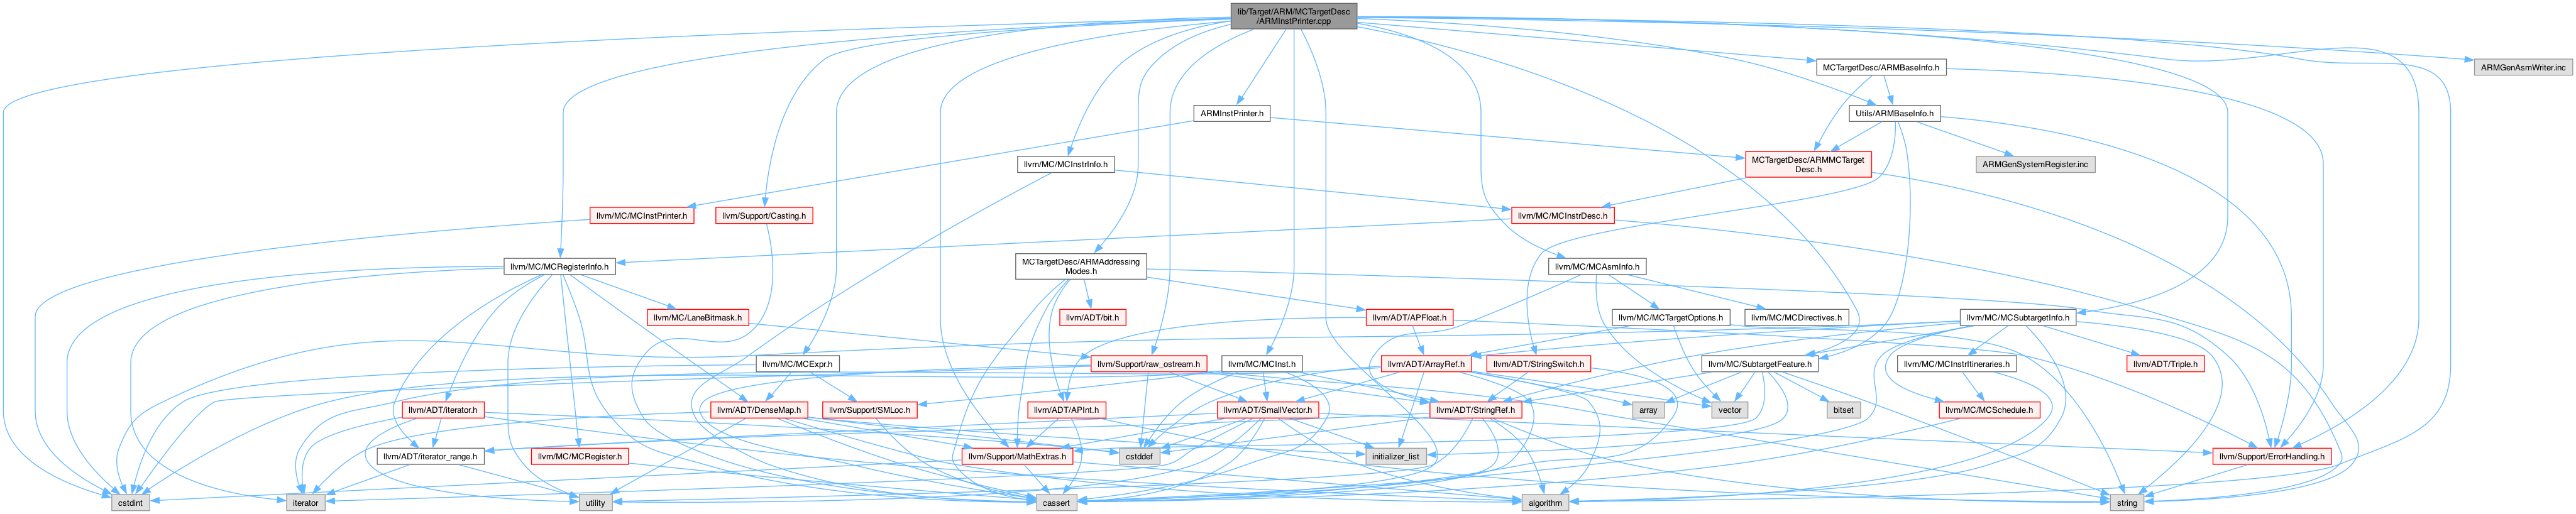 lib/Target/ARM/MCTargetDesc
/ARMInstPrinter.cpp
MCTargetDesc/ARMBaseInfo.h
ARMGenAsmWriter.inc
ARMInstPrinter.h
Utils/ARMBaseInfo.h
llvm/MC/MCInstrInfo.h
MCTargetDesc/ARMMCTarget
Desc.h
ARMGenSystemRegister.inc
llvm/MC/MCInstPrinter.h
llvm/Support/Casting.h
llvm/MC/MCInstrDesc.h
llvm/MC/MCRegisterInfo.h
MCTargetDesc/ARMAddressing
Modes.h
llvm/MC/MCAsmInfo.h
llvm/MC/LaneBitmask.h
llvm/ADT/bit.h
llvm/ADT/APFloat.h
llvm/MC/MCTargetOptions.h
llvm/MC/MCDirectives.h
llvm/MC/MCSubtargetInfo.h
llvm/MC/MCExpr.h
llvm/Support/raw_ostream.h
llvm/MC/MCInst.h
llvm/ADT/ArrayRef.h
llvm/ADT/StringSwitch.h
llvm/MC/SubtargetFeature.h
llvm/MC/MCInstrItineraries.h
llvm/ADT/Triple.h
llvm/ADT/iterator.h
llvm/ADT/DenseMap.h
llvm/Support/SMLoc.h
llvm/ADT/APInt.h
llvm/ADT/SmallVector.h
llvm/ADT/StringRef.h
array
vector
bitset
llvm/MC/MCSchedule.h
llvm/ADT/iterator_range.h
llvm/MC/MCRegister.h
llvm/Support/MathExtras.h
cstddef
initializer_list
llvm/Support/ErrorHandling.h
cstdint
iterator
utility
cassert
algorithm
string